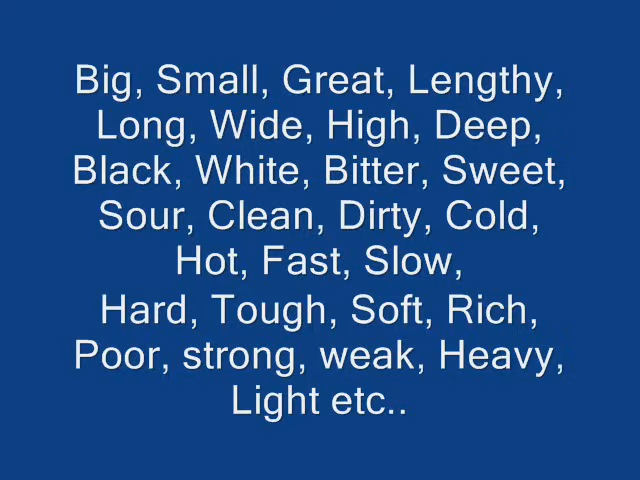 Big, Small, Great, Lengthy,
Long, Wide, High, Deep,
Black, White, Bitter, Sweet,
Sour, Clean, Dirty, Cold,
Hot, Fast, Slow,
Hard, Tough, Soft, Rich,
Poor, strong, weak, Heavy,
Light etc..